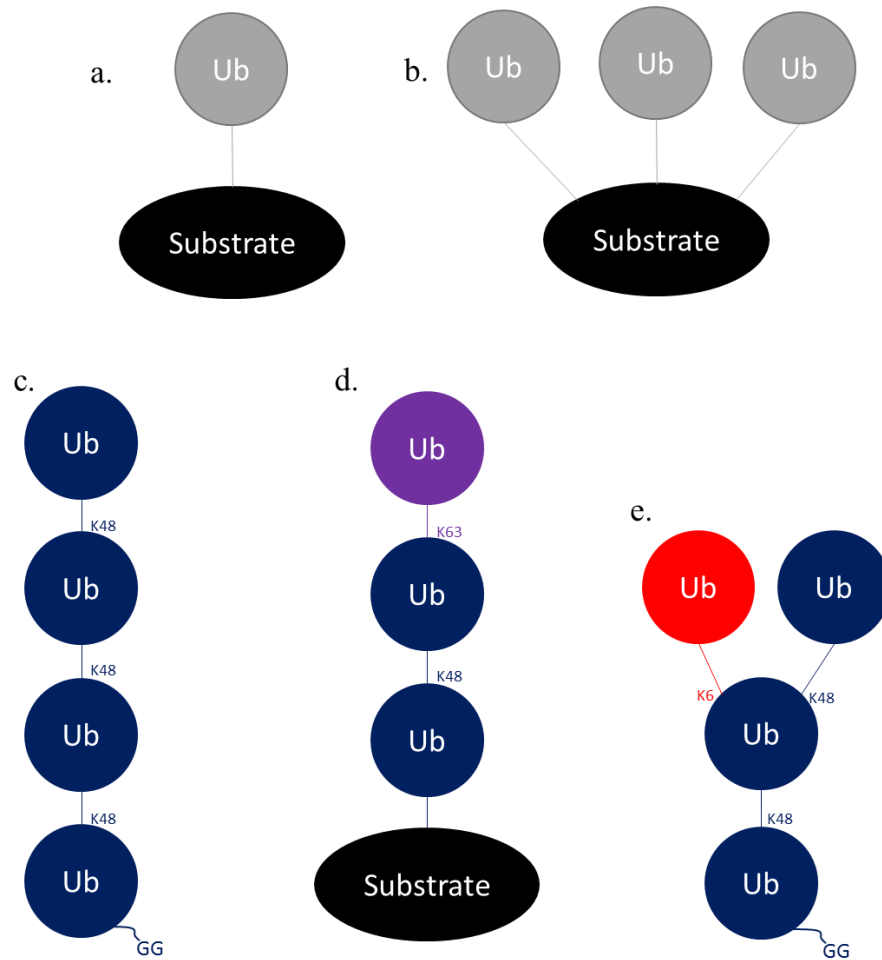 a.
Ub
Substrate
b.
Ub Ub Ub
Substrate
c.
Ub
K48
Ub
K48
Ub
K48
Ub
GG
d.
Ub
K63
Ub
K48
Ub
Substrate
e.
Ub Ub
K6 K48
Ub
K48
Ub
GG